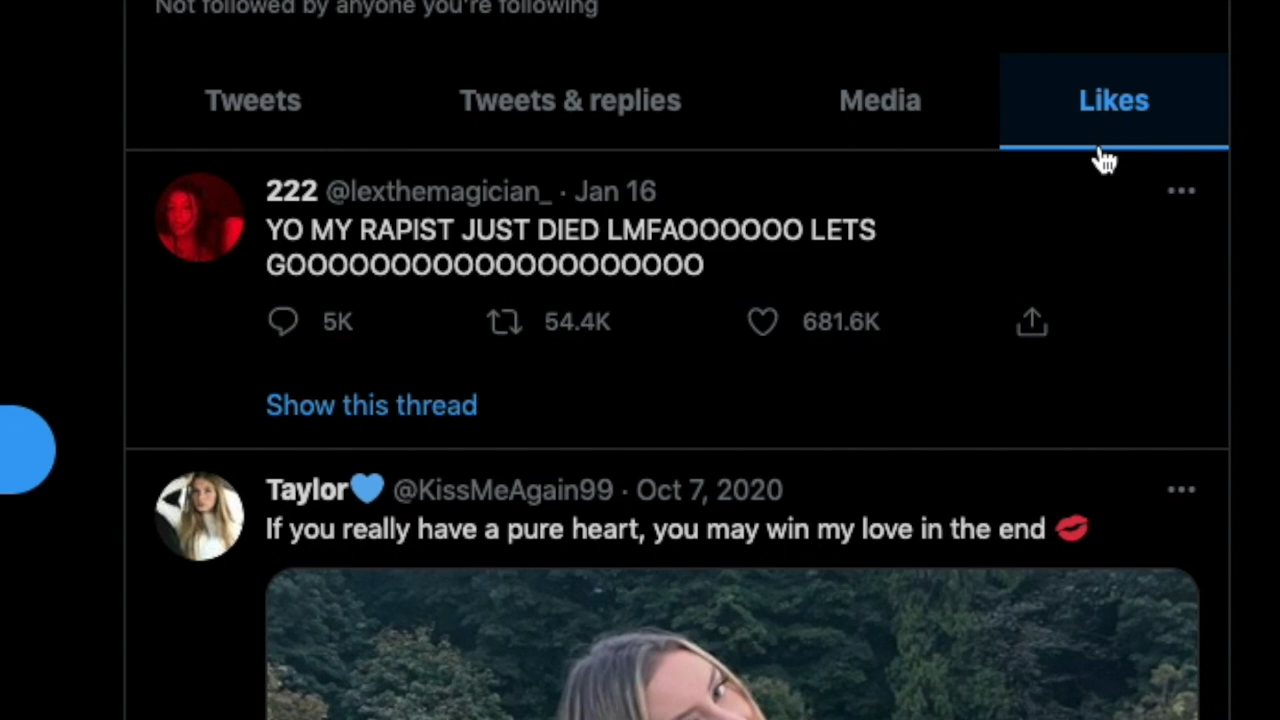 Not followed by anyone you're following
Tweets Tweets & replies Media Likes
222 @lexthemagician_ · Jan 16
YO MY RAPIST JUST DIED LMFAOOOOOO LETS
GOOOOOOOOOOOOOOOOOOOO
5K 54.4K 681.6K
Show this thread
Taylor💙 @KissMeAgain99 · Oct 7, 2020
If you really have a pure heart, you may win my love in the end 💋